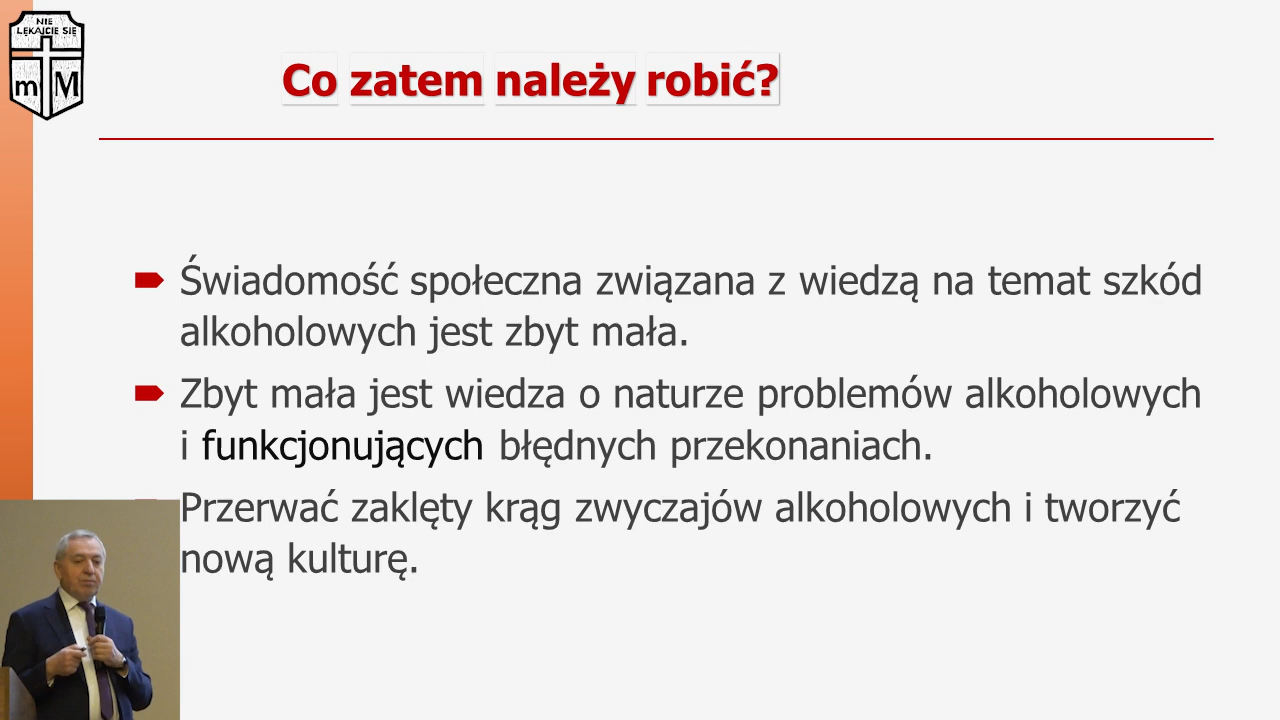 NIE
LĘKAJCIE SIĘ
m M
Co zatem należy robić?
Świadomość społeczna związana z wiedzą na temat szkód
alkoholowych jest zbyt mała.
Zbyt mała jest wiedza o naturze problemów alkoholowych
i funkcjonujących błędnych przekonaniach.
Przerwać zaklęty krąg zwyczajów alkoholowych i tworzyć
nową kulturę.